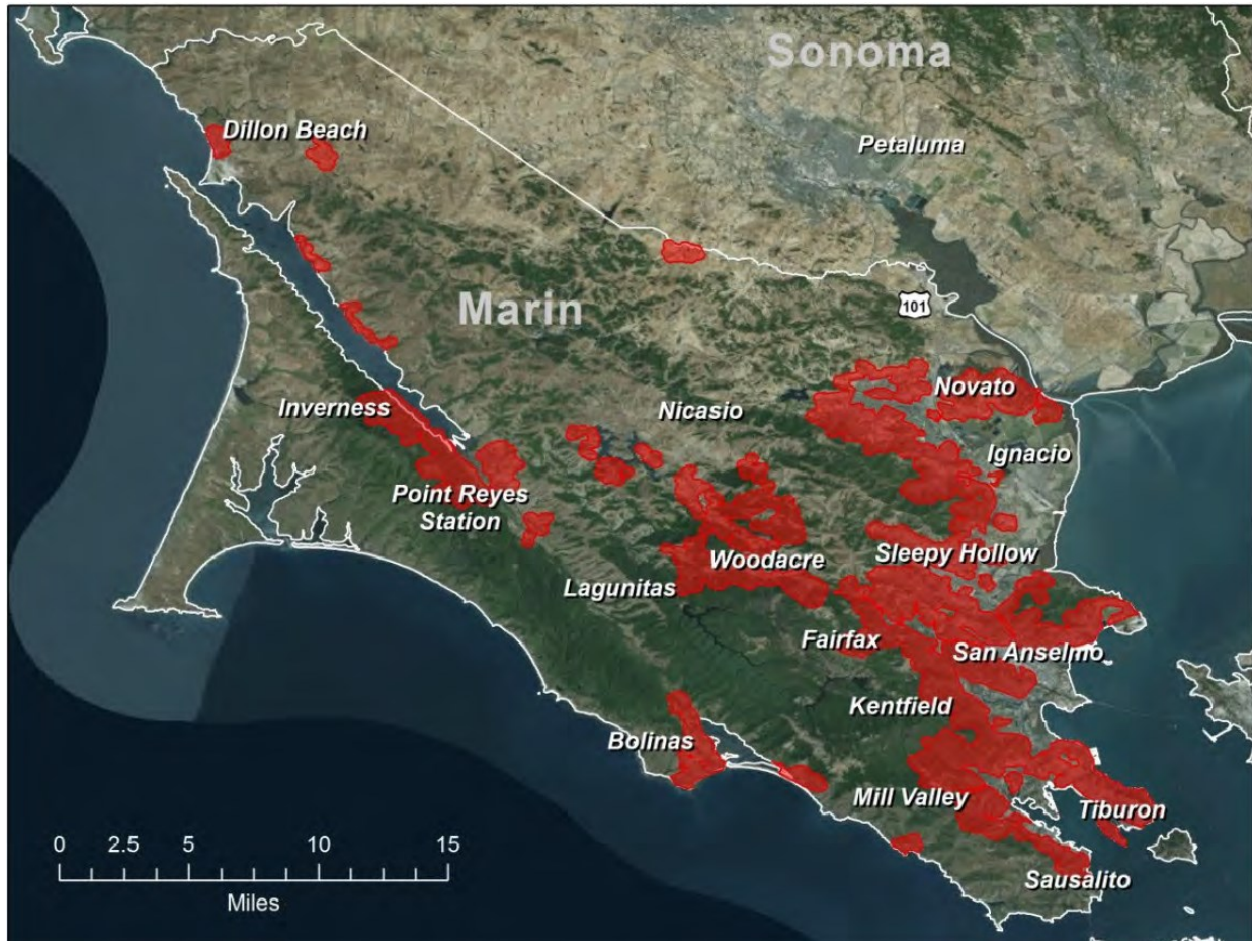 Sonoma
Dillon Beach
Petaluma
Marin
101
Inverness
Nicasio
Novato
Ignacio
Point Reyes
Station
Woodacre
Sleepy Hollow
Lagunitas
Fairfax
San Anselmo
Kentfield
Bolinas
Mill Valley
Tiburon
Sausalito
0 2.5 5 10 15
Miles